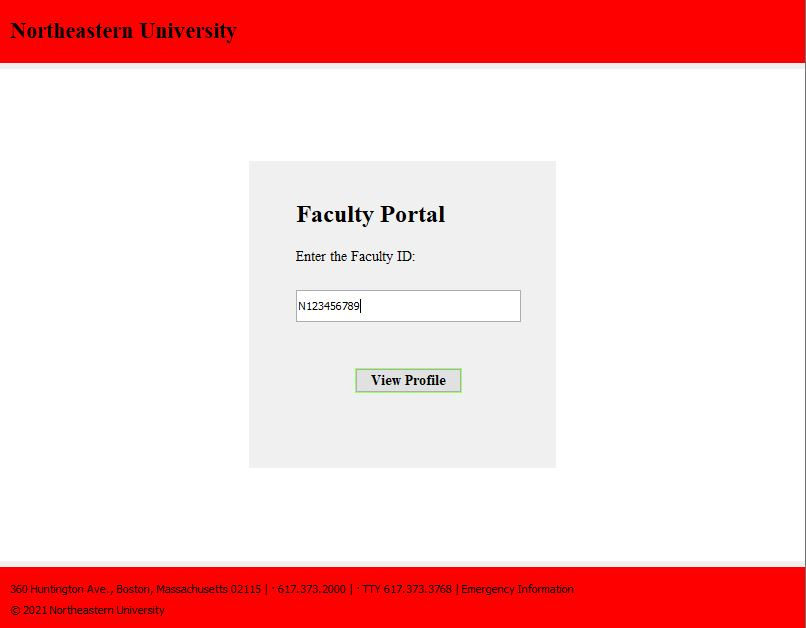 Northeastern University
Faculty Portal
Enter the Faculty ID:
N123456789
View Profile
360 Huntington Ave., Boston, Massachusetts 02115 | · 617.373.2000 | · TTY 617.373.3768 | Emergency Information
© 2021 Northeastern University